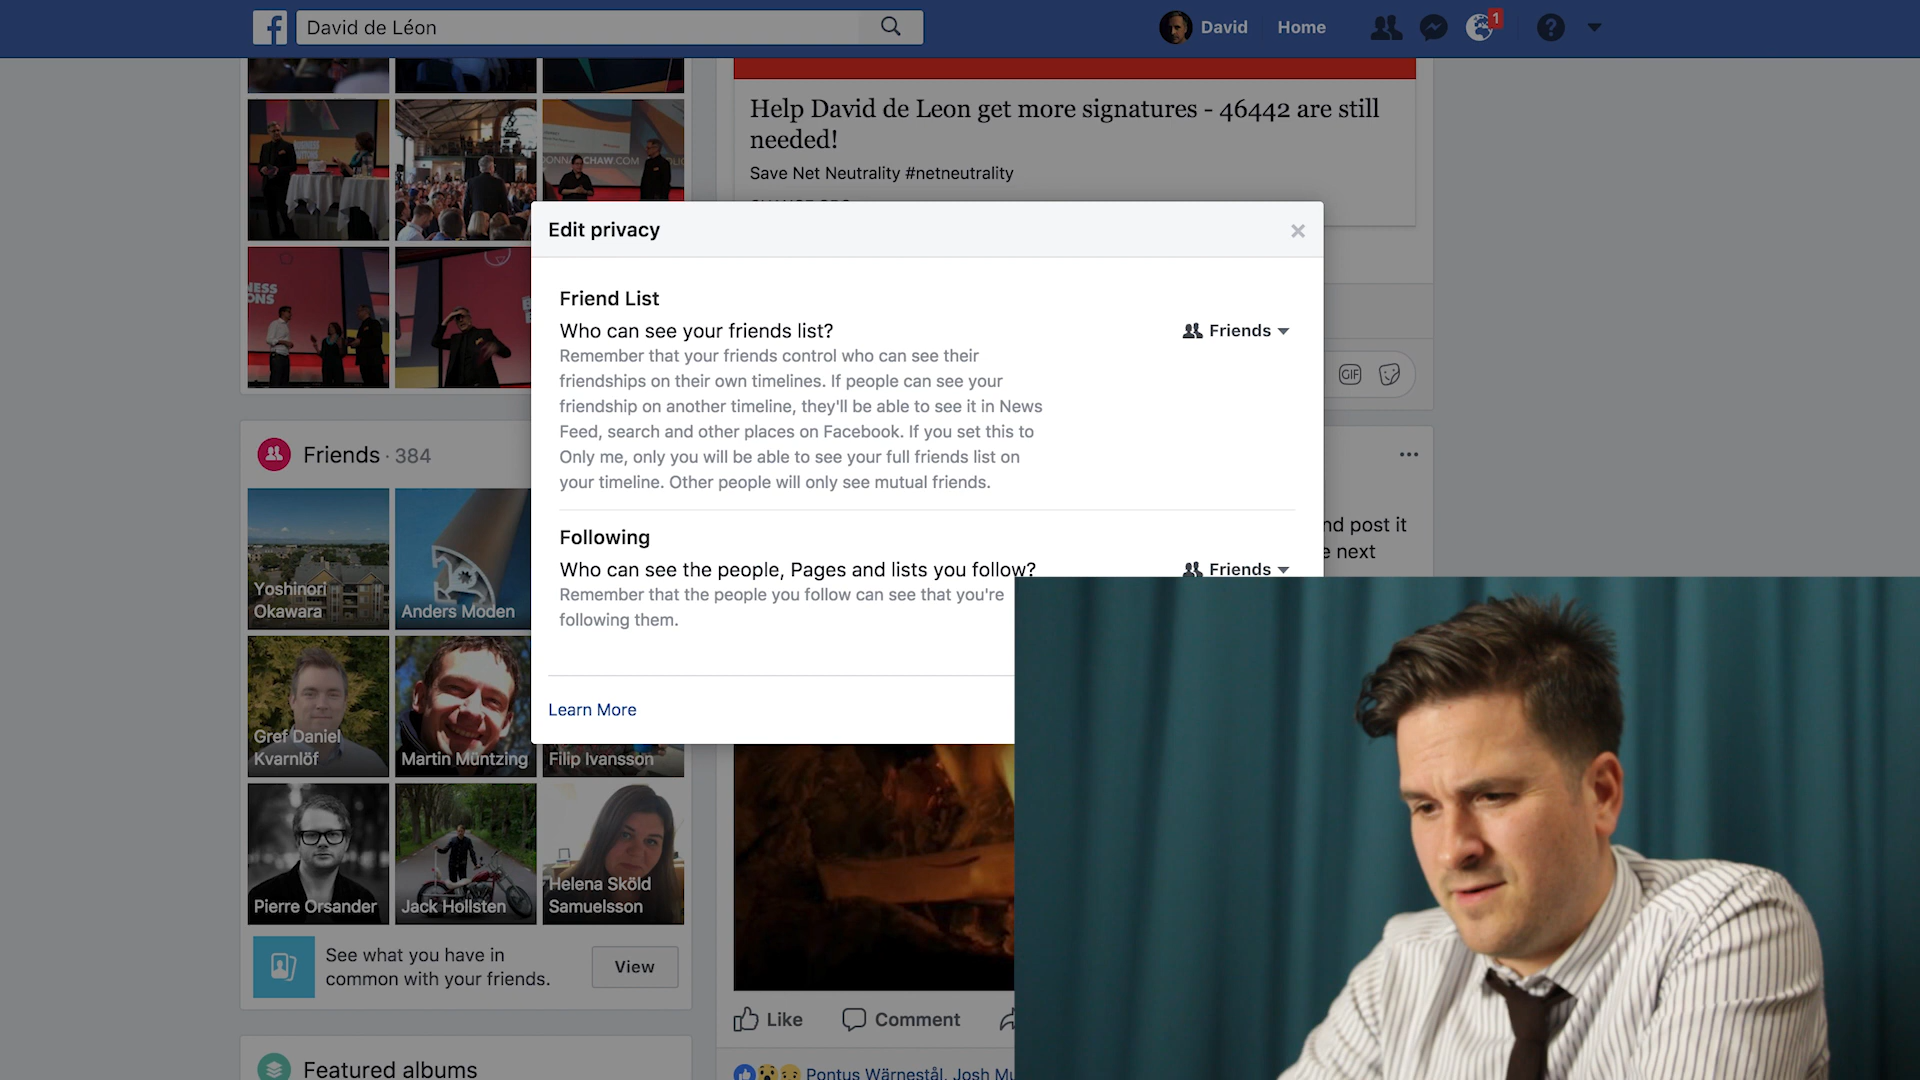 David de Léon
David
Home
1
DONNA CHAW.COM
Help David de Leon get more signatures - 46442 are still
needed!
Save Net Neutrality #netneutrality
Edit privacy
Friend List
Who can see your friends list?
Friends
Remember that your friends control who can see their
friendships on their own timelines. If people can see your
friendship on another timeline, they'll be able to see it in News
Feed, search and other places on Facebook. If you set this to
Only me, only you will be able to see your full friends list on
your timeline. Other people will only see mutual friends.
GIF
Following
Who can see the people, Pages and lists you follow?
Friends
Remember that the people you follow can see that you're
following them.
Learn More
Friends · 384
Yoshinori
Okawara
Anders Moden
Gref Daniel
Kvarnlöf
Martin Müntzing
Filip Ivansson
Pierre Orsander
Jack Hollsten
Helena Sköld
Samuelsson
See what you have in
common with your friends.
View
Featured albums
nd post it
e next
Like
Comment
Pontus Wärnestål, Josh